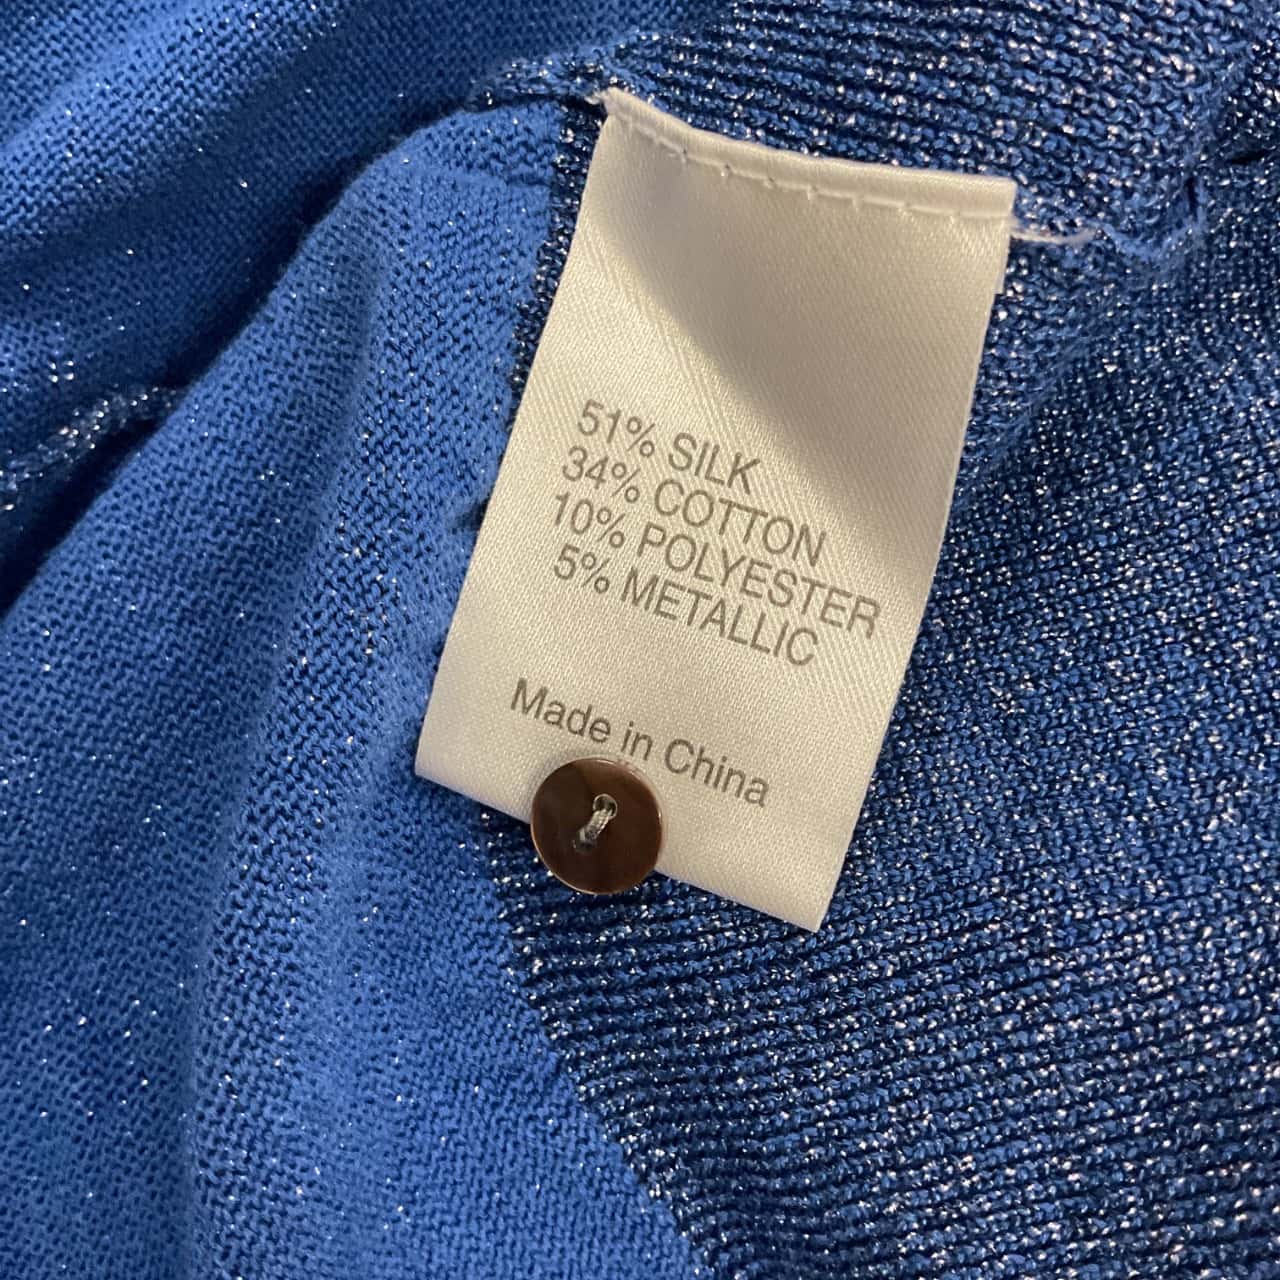 51% SILK
34% COTTON
10% POLYESTER
5% METALLIC
Made in China